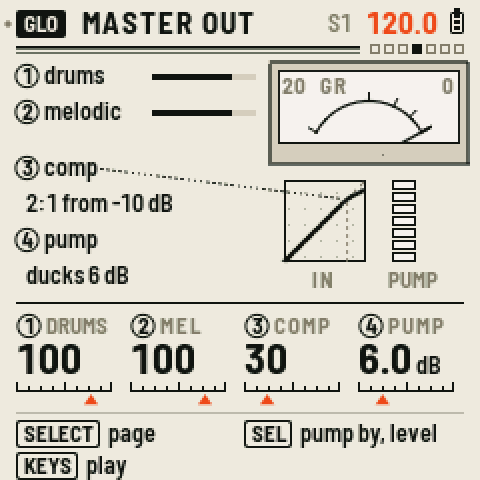 GLO MASTER OUT S1 120.0
1 drums
2 melodic
20 GR 0
3 comp
2:1 from -10 dB
4 pump
ducks 6 dB
IN PUMP
1 DRUMS 2 MEL 3 COMP 4 PUMP
100 100 30 6.0 dB
SELECT page SEL pump by, level
KEYS play